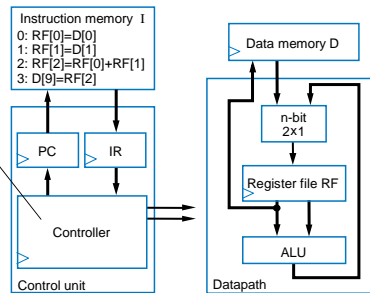 Instruction memory I
0: RF[0]=D[0]
1: RF[1]=D[1]
2: RF[2]=RF[0]+RF[1]
3: D[9]=RF[2]
PC
IR
Controller
Control unit
Data memory D
n-bit
2x1
Register file RF
ALU
Datapath